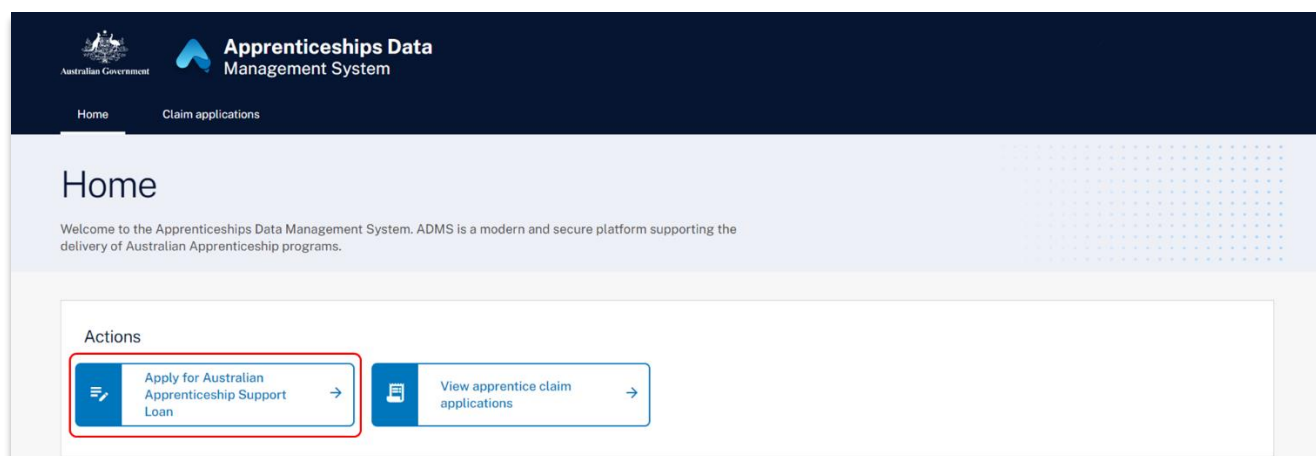 Apprenticeships Data
Management System
Australian Government
Home
Claim applications
Home
Welcome to the Apprenticeships Data Management System. ADMS is a modern and secure platform supporting the
delivery of Australian Apprenticeship programs.
Actions
Apply for Australian
Apprenticeship Support
Loan
View apprentice claim
applications